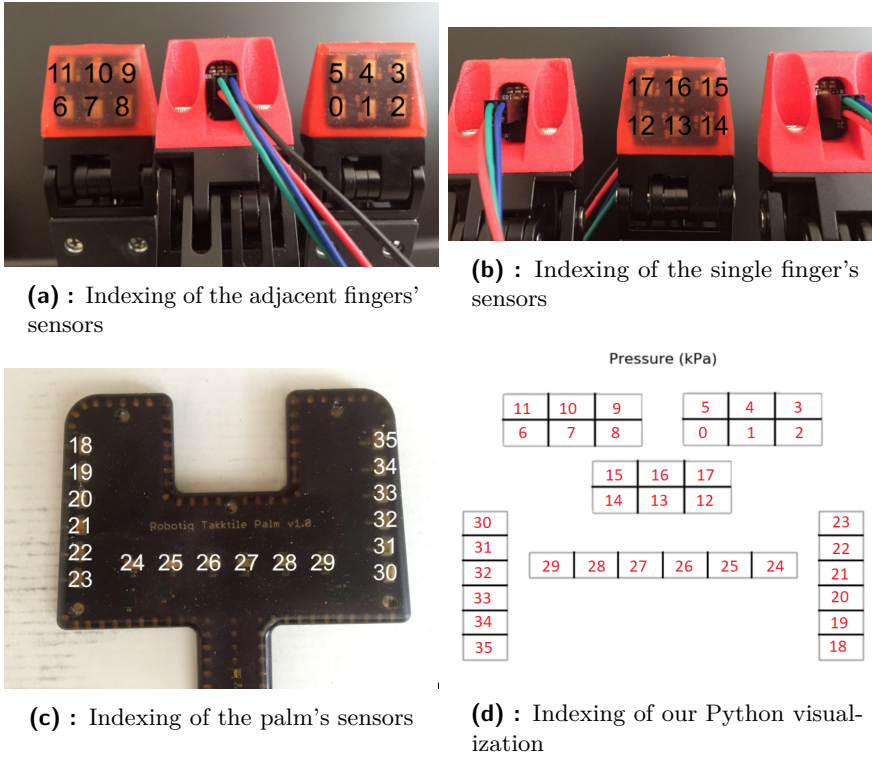 11 10 9
6 7 8
5 4 3
0 1 2
17 16 15
12 13 14
(a) : Indexing of the adjacent fingers'
sensors
(b) : Indexing of the single finger's
sensors
18
19
20
21
22
23
Robotiq Takktile Palm v1.0
24 25 26 27 28 29
35
34
33
32
31
30
Pressure (kPa)
11 10 9
6 7 8
5 4 3
0 1 2
15 16 17
14 13 12
30
31
32
33
34
35
29 28 27 26 25 24
23
22
21
20
19
18
(c) : Indexing of the palm's sensors
(d) : Indexing of our Python visual-
ization